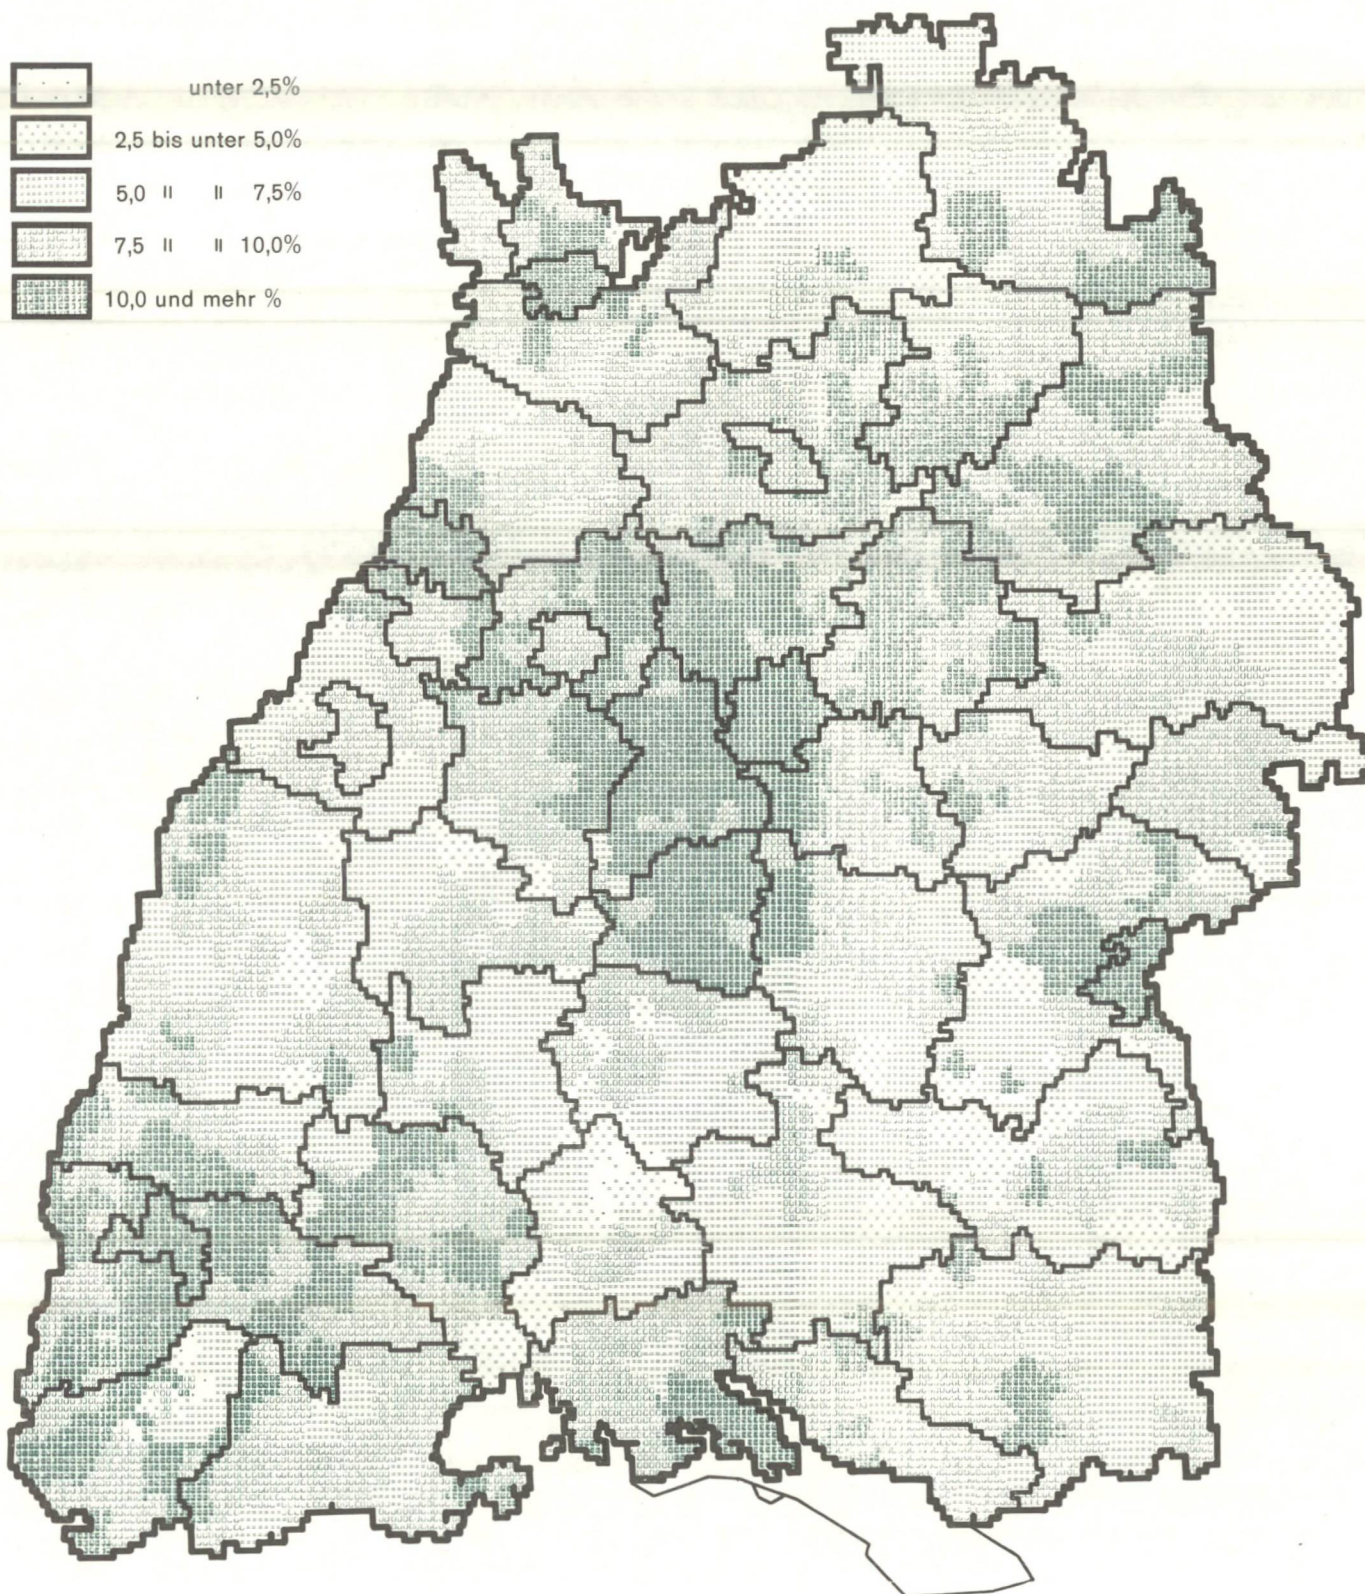 unter 2,5%
2,5 bis unter 5,0%
5,0 " " 7,5%
7,5 " " 10,0%
10,0 und mehr %